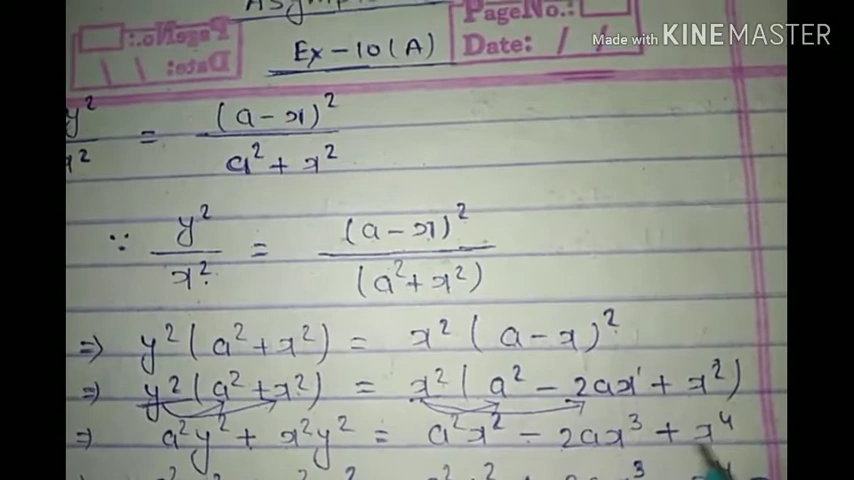 PageNo.:
Ex-10(A)
Date: / /
Made with KINEMASTER
y²/x² = (a-x)²/a²+x²
∵ y²/x² = (a-x)²/(a²+x²)
⇒ y²(a²+x²) = x²(a-x)²
⇒ y²(a²+x²) = x²(a²-2ax+x²)
⇒ a²y²+x²y² = a²x²-2ax³+x⁴